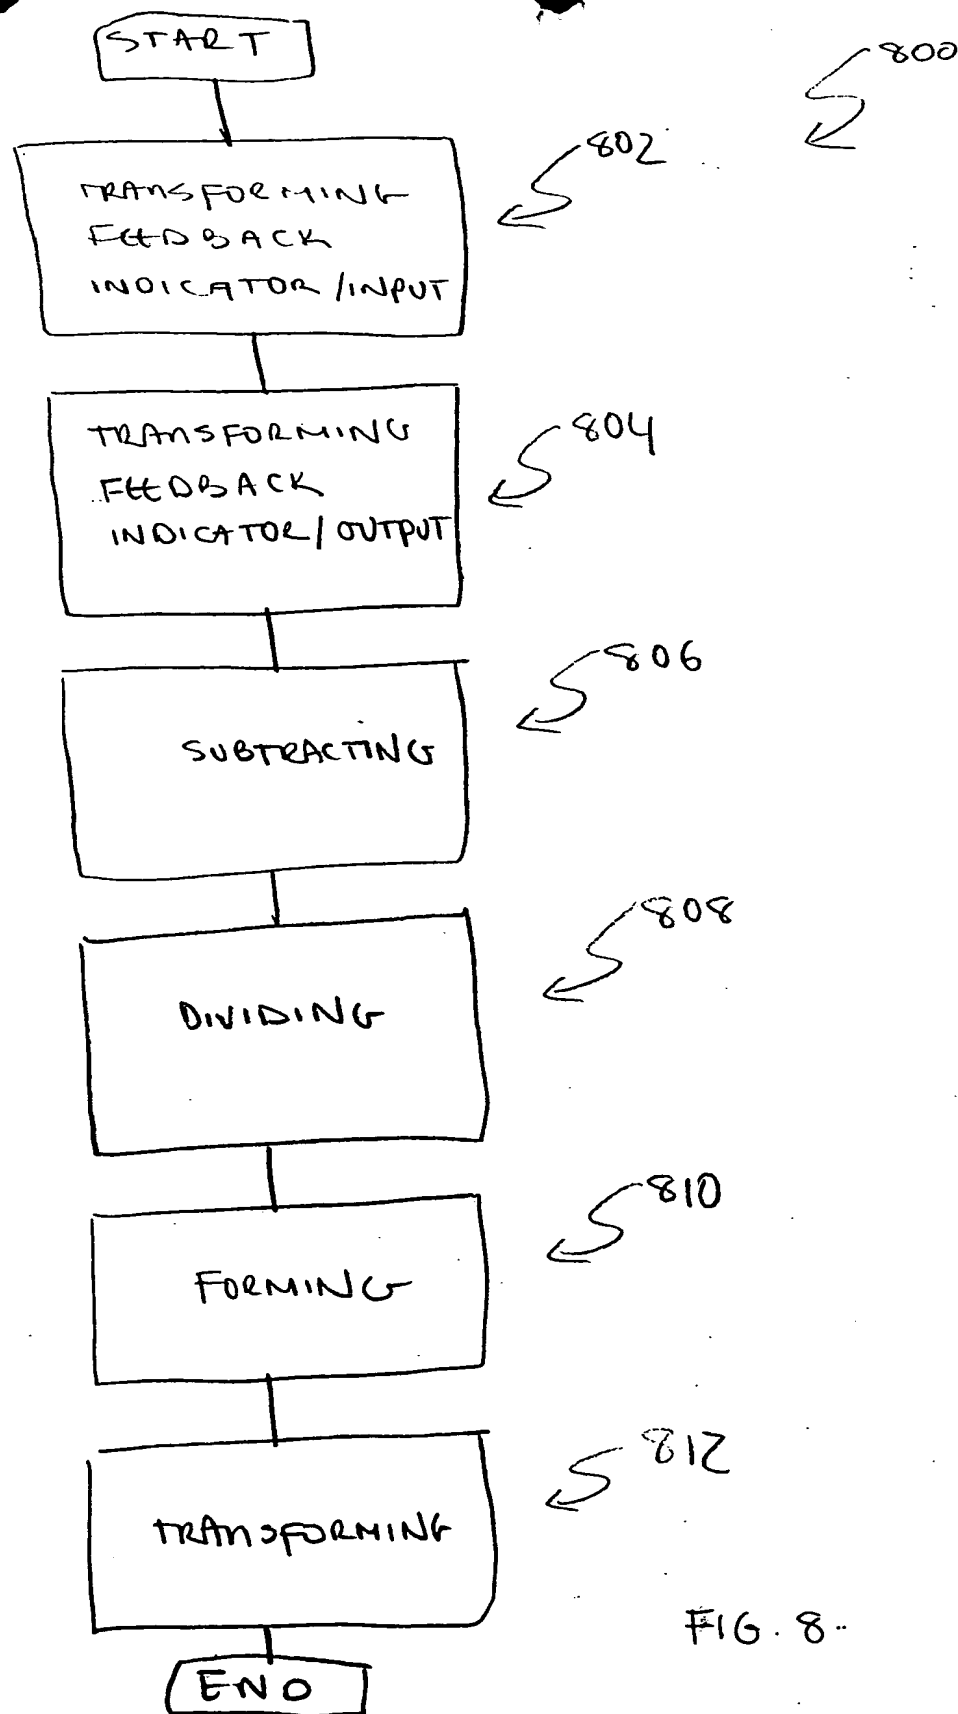 START
800
802
TRANSFORMING
FEEDBACK
INDICATOR/INPUT
804
TRANSFORMING
FEEDBACK
INDICATOR/OUTPUT
806
SUBTRACTING
808
DIVIDING
810
FORMING
812
TRANSFORMING
FIG. 8
END